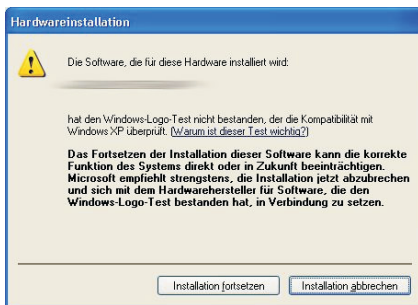 Hardwareinstallation
Die Software, die für diese Hardware installiert wird:
hat den Windows-Logo-Test nicht bestanden, der die Kompatibilität mit
Windows XP überprüft. (Warum ist dieser Test wichtig?)
Das Fortsetzen der Installation dieser Software kann die korrekte
Funktion des Systems direkt oder in Zukunft beeinträchtigen.
Microsoft empfiehlt strengstens, die Installation jetzt abzubrechen
und sich mit dem Hardwarehersteller für Software, die den
Windows-Logo-Test bestanden hat, in Verbindung zu setzen.
Installation fortsetzen
Installation abbrechen